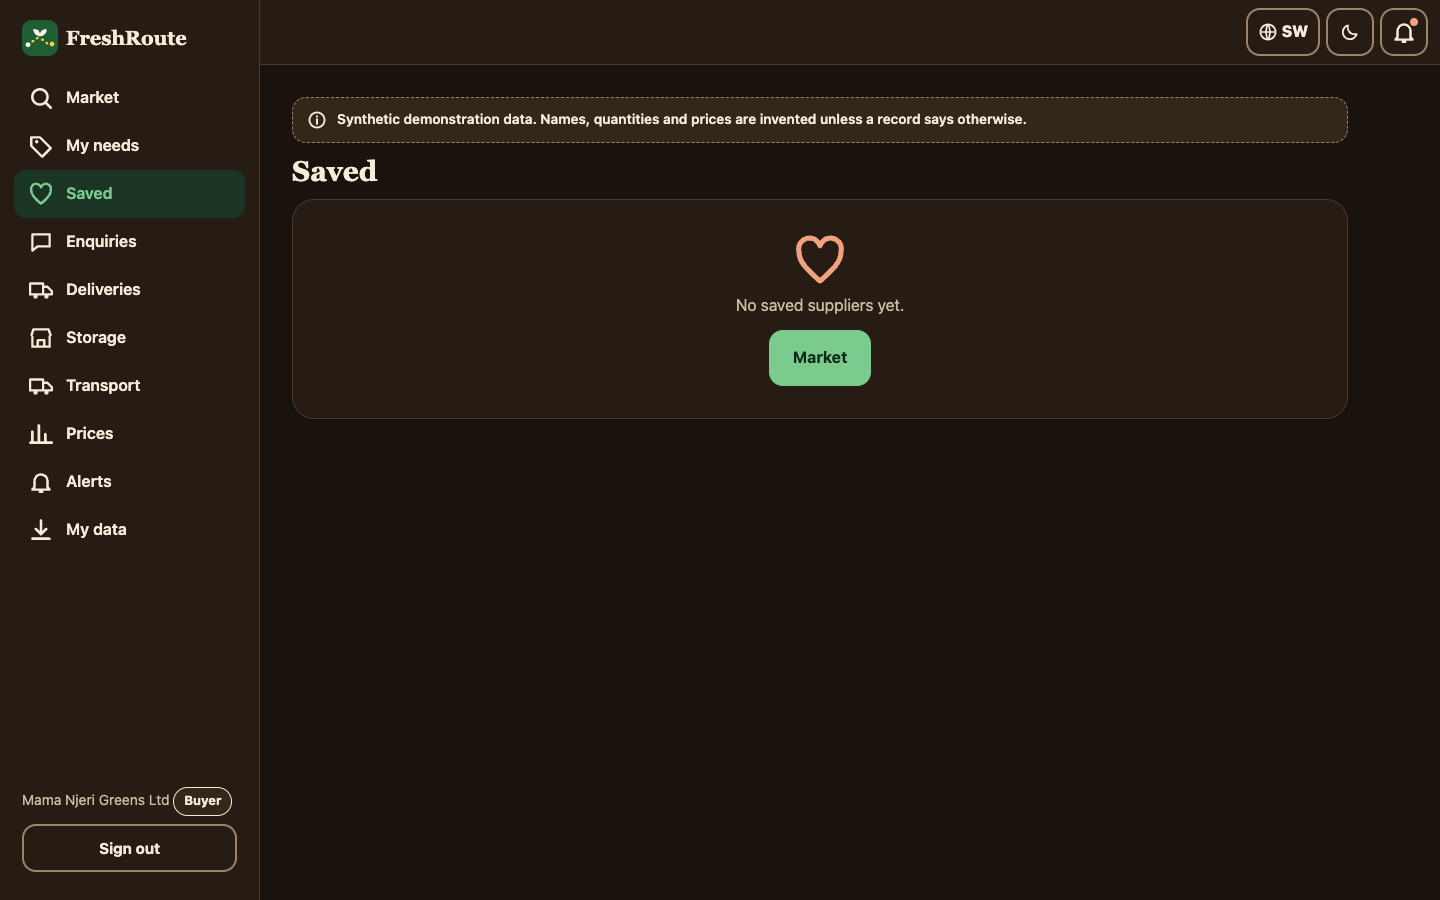 FreshRoute
SW
Market
My needs
Saved
Enquiries
Deliveries
Storage
Transport
Prices
Alerts
My data
Mama Njeri Greens Ltd Buyer
Sign out
Synthetic demonstration data. Names, quantities and prices are invented unless a record says otherwise.
Saved
No saved suppliers yet.
Market